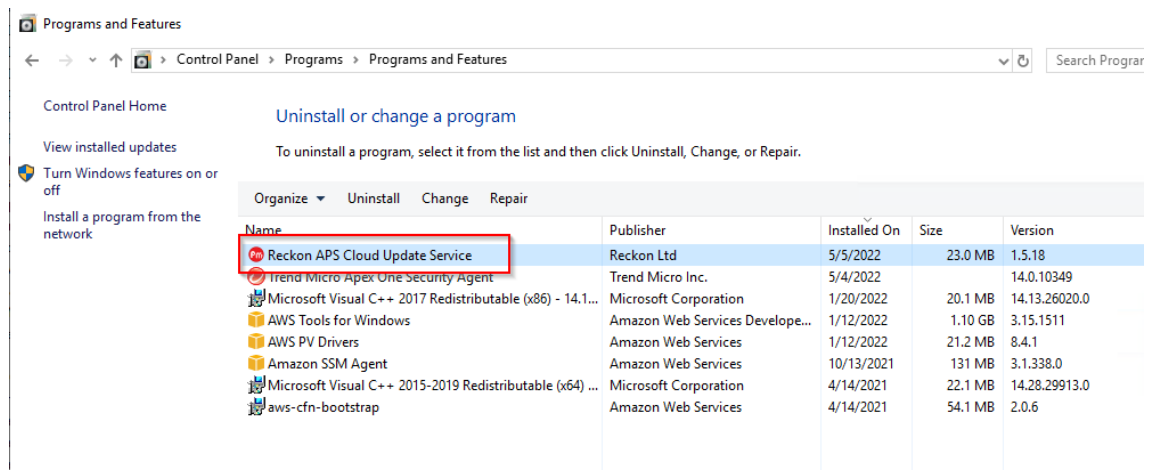 Programs and Features
Control Panel > Programs > Programs and Features
Search Progra
Control Panel Home
View installed updates
Turn Windows features on or
off
Install a program from the
network
Uninstall or change a program
To uninstall a program, select it from the list and then click Uninstall, Change, or Repair.
Organize Uninstall Change Repair
Name Publisher Installed On Size Version
Pm Reckon APS Cloud Update Service Reckon Ltd 5/5/2022 23.0 MB 1.5.18
Trend Micro Apex One Security Agent Trend Micro Inc. 5/4/2022 14.0.10349
Microsoft Visual C++ 2017 Redistributable (x86) - 14.1... Microsoft Corporation 1/20/2022 20.1 MB 14.13.26020.0
AWS Tools for Windows Amazon Web Services Develope... 1/12/2022 1.10 GB 3.15.1511
AWS PV Drivers Amazon Web Services 1/12/2022 21.2 MB 8.4.1
Amazon SSM Agent Amazon Web Services 10/13/2021 131 MB 3.1.338.0
Microsoft Visual C++ 2015-2019 Redistributable (x64) ... Microsoft Corporation 4/14/2021 22.1 MB 14.28.29913.0
aws-cfn-bootstrap Amazon Web Services 4/14/2021 54.1 MB 2.0.6